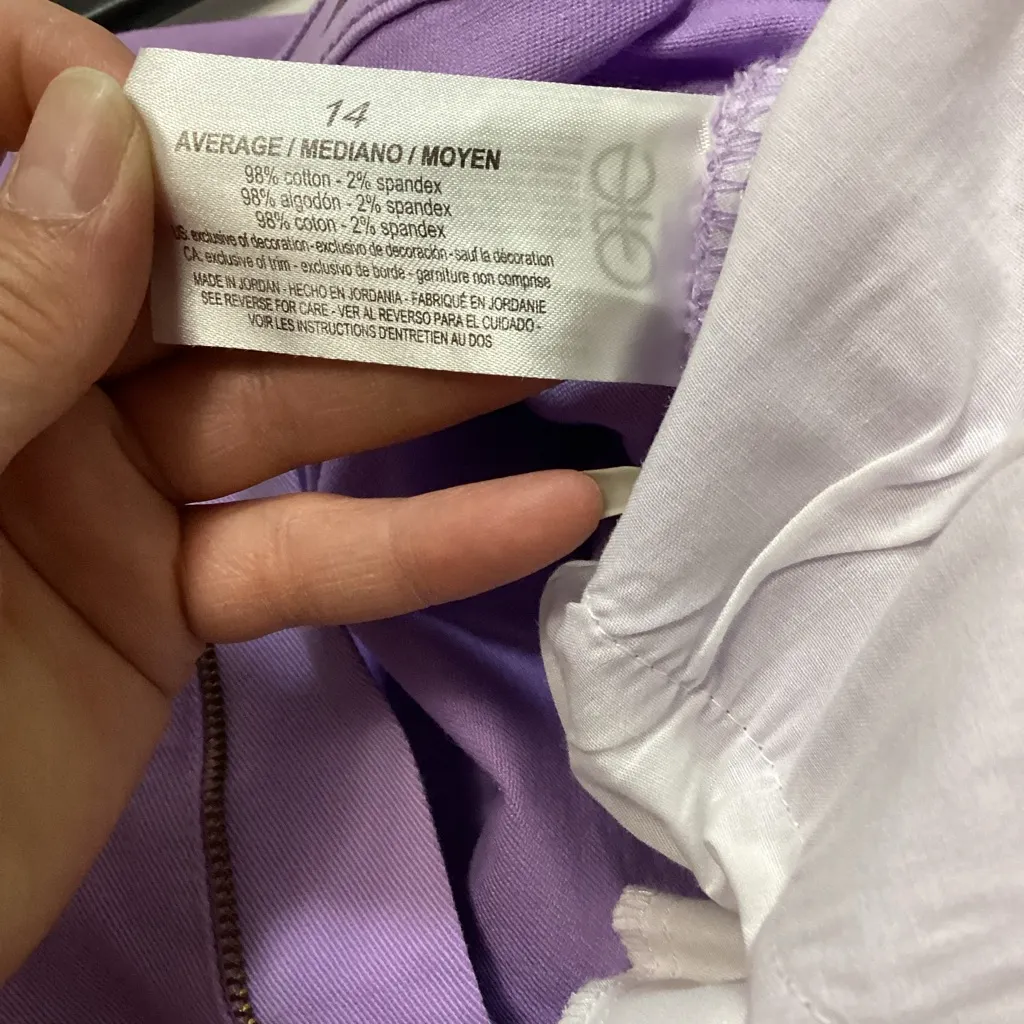 14
AVERAGE / MEDIANO / MOYEN
98% cotton - 2% spandex
98% algodón - 2% spandex
98% coton - 2% spandex
US: exclusive of decoration-exclusivo de decoración-sauf la décoration
CA: exclusive of trim - exclusivo de borde - garniture non comprise
MADE IN JORDAN - HECHO EN JORDANIA - FABRIQUÉ EN JORDANIE
SEE REVERSE FOR CARE - VER AL REVERSO PARA EL CUIDADO -
VOIR LES INSTRUCTIONS D'ENTRETIEN AU DOS